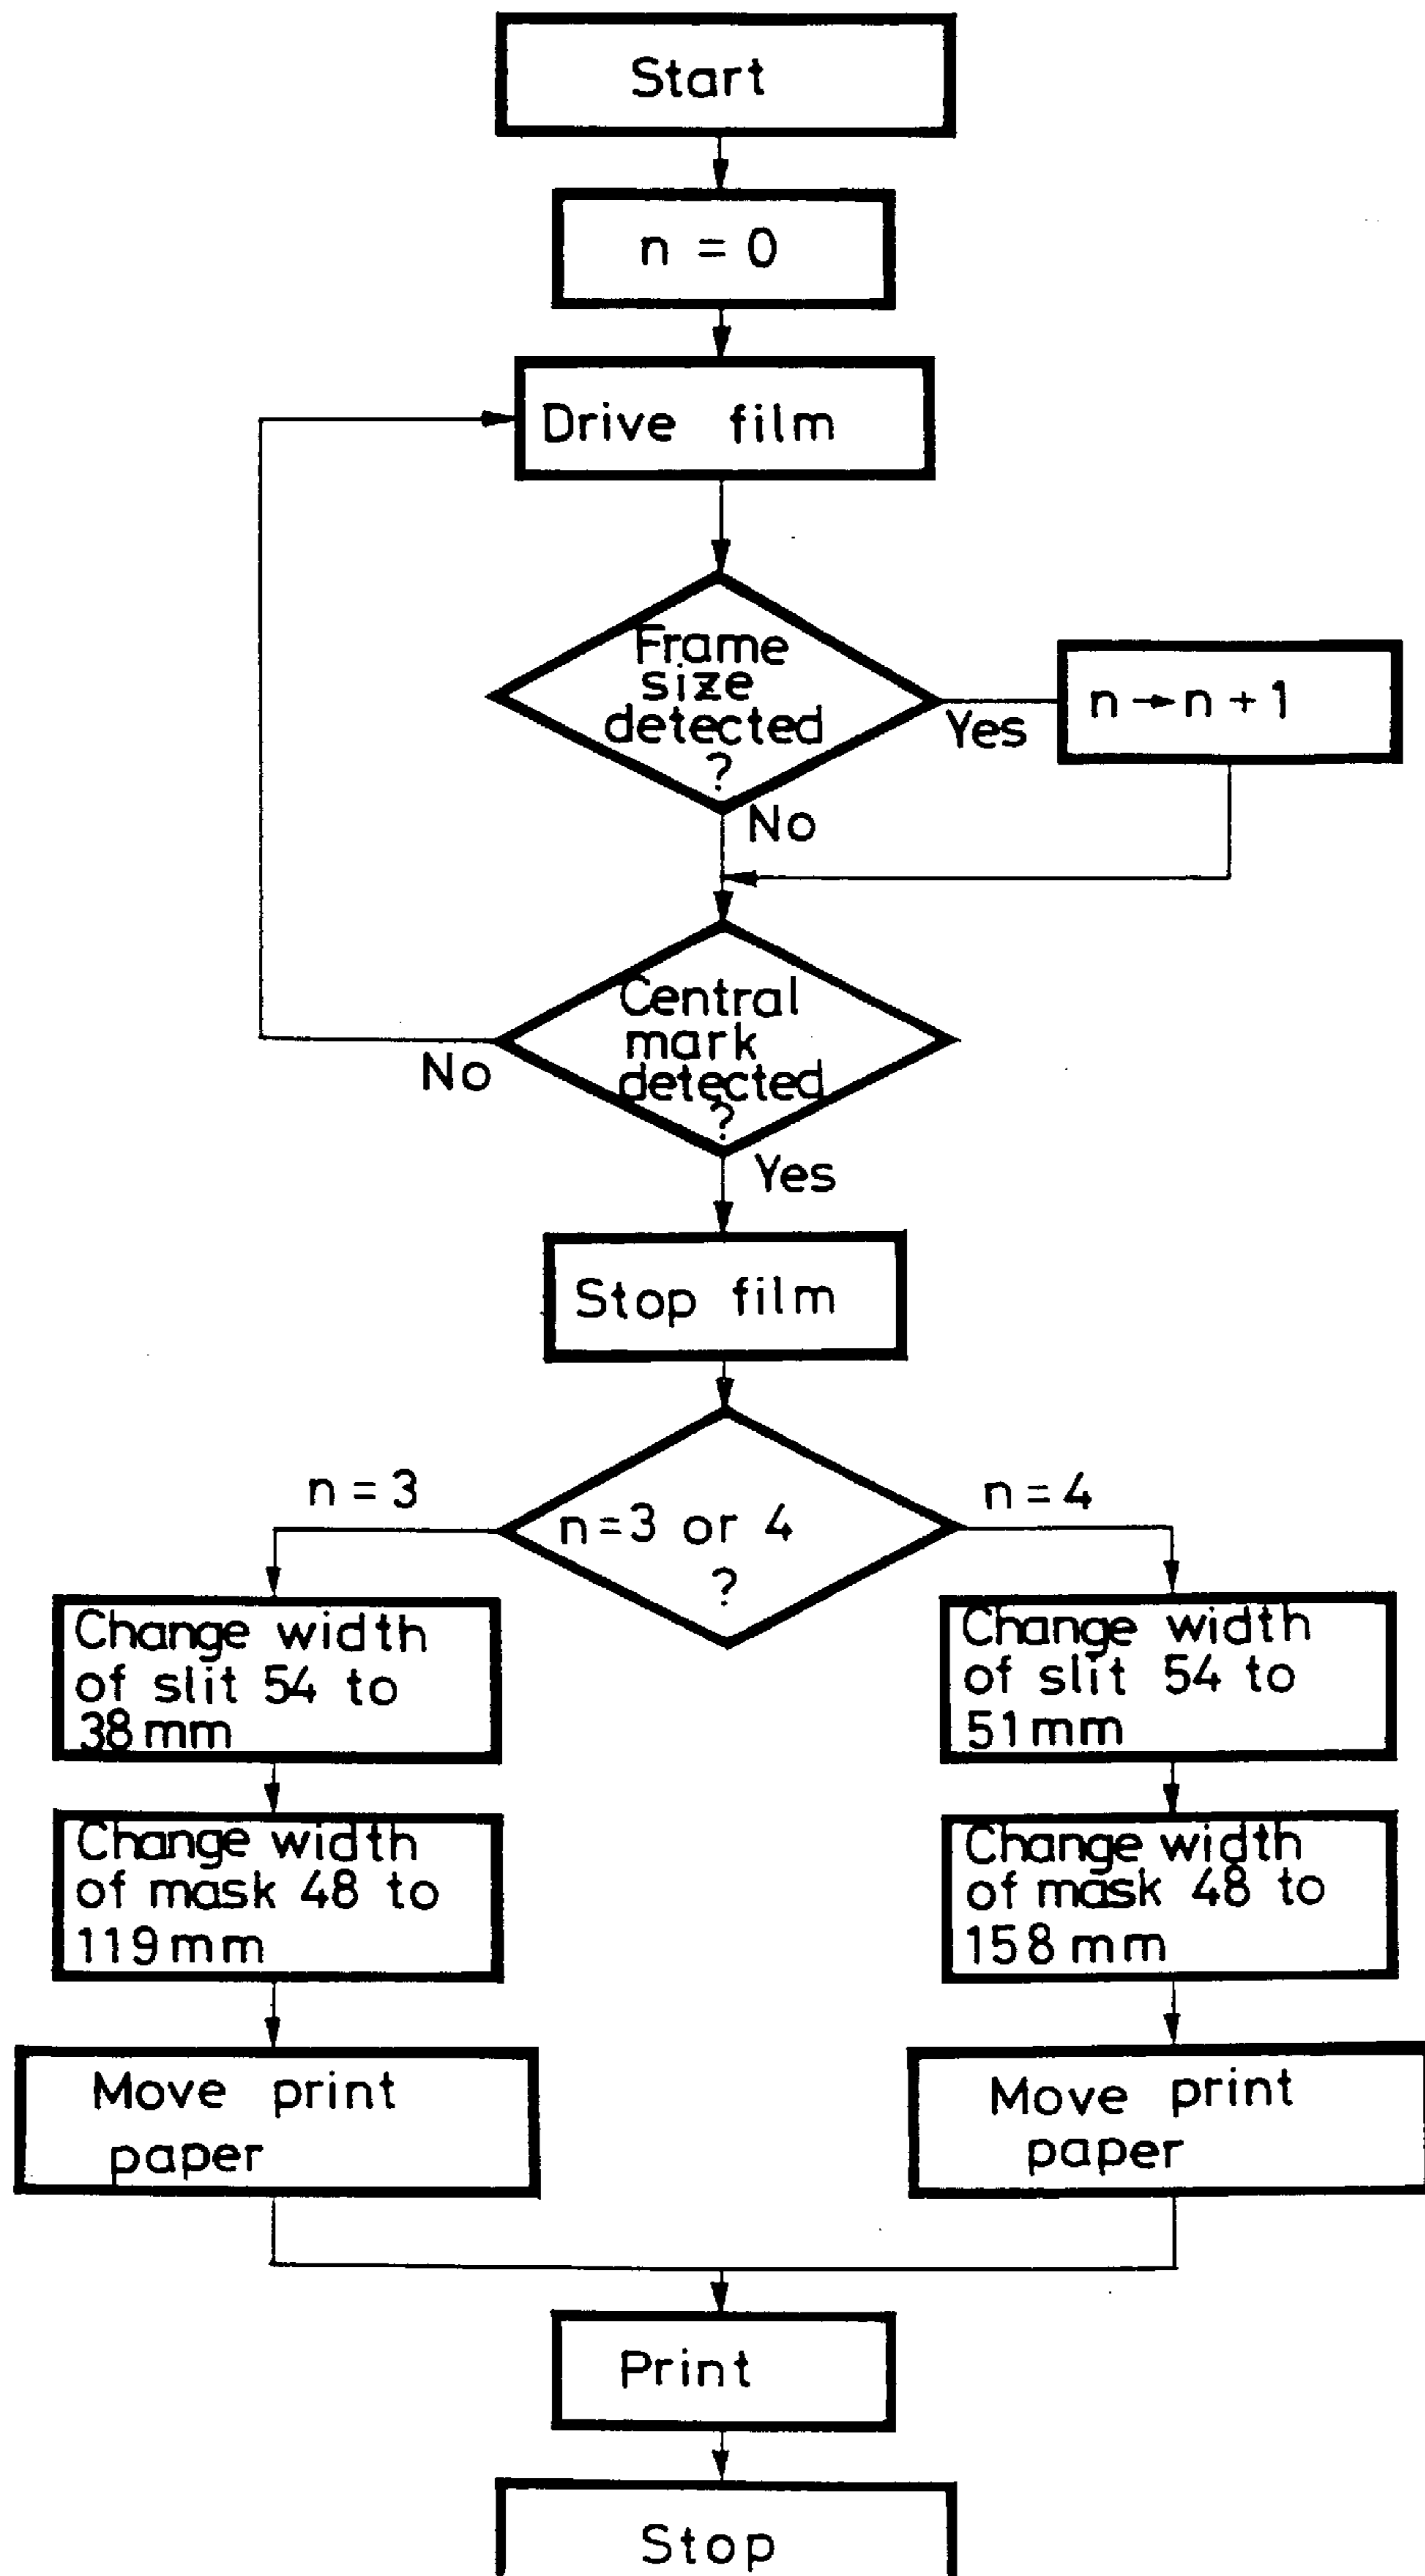 Start
n = 0
Drive film
Frame
size
detected
?
Yes
n → n + 1
No
Central
mark
detected
?
No
Yes
Stop film
n = 3
n=3 or 4
?
n = 4
Change width
of slit 54 to
38 mm
Change width
of slit 54 to
51 mm
Change width
of mask 48 to
119 mm
Change width
of mask 48 to
158 mm
Move print
paper
Move print
paper
Print
Stop